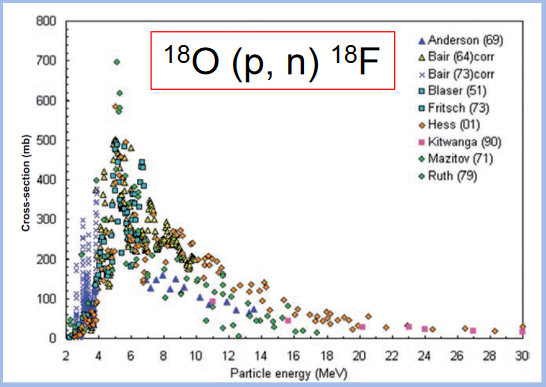 800
700
600
500
400
300
200
100
0
Cross-section (mb)
¹⁸O (p, n) ¹⁸F
Anderson (69)
Bair (64)corr
Bair (73)corr
Blaser (51)
Fritsch (73)
Hess (01)
Kitwanga (90)
Mazitov (71)
Ruth (79)
2 4 6 8 10 12 14 16 18 20 22 24 26 28 30
Particle energy (MeV)